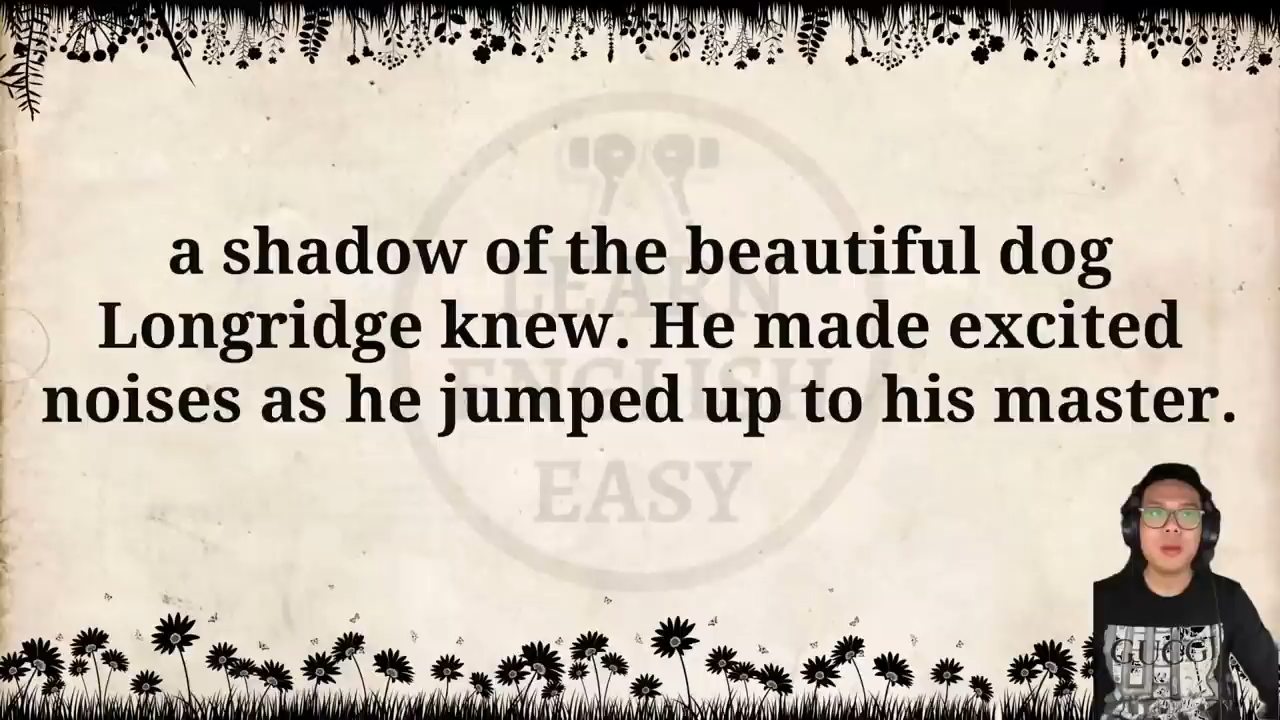 a shadow of the beautiful dog
Longridge knew. He made excited
noises as he jumped up to his master.
LEARN
ENGLISH
EASY
GUCG